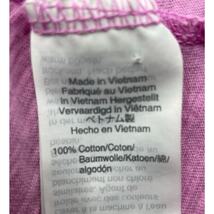 Made in Vietnam
Fabriqué au Vietnam
In Vietnam Hergestellt
Vervaardigd in Vietnam
ベトナム製
Hecho en Vietnam
100% Cotton/Coton/
Baumwolle/Katoen/綿/
algodón